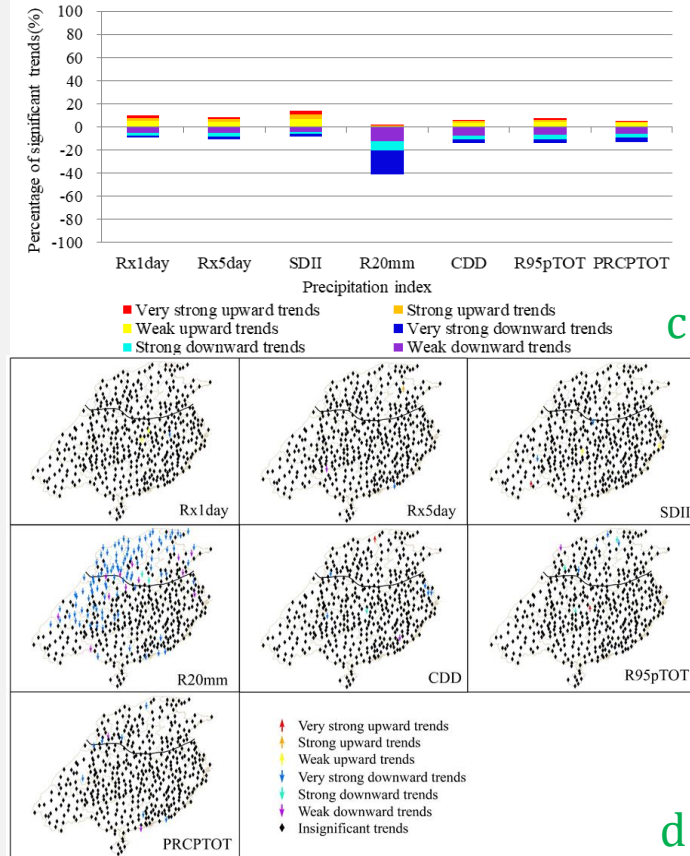 Percentage of significant trends(%)
100
80
60
40
20
0
-20
-40
-60
-80
-100
Rx1day Rx5day SDII R20mm CDD R95pTOT PRCPTOT
Precipitation index
Very strong upward trends Strong upward trends
Weak upward trends Very strong downward trends
Strong downward trends Weak downward trends
c
Rx1day Rx5day SDII
R20mm CDD R95pTOT
Very strong upward trends
Strong upward trends
Weak upward trends
Very strong downward trends
Strong downward trends
Weak downward trends
Insignificant trends
PRCPTOT
d